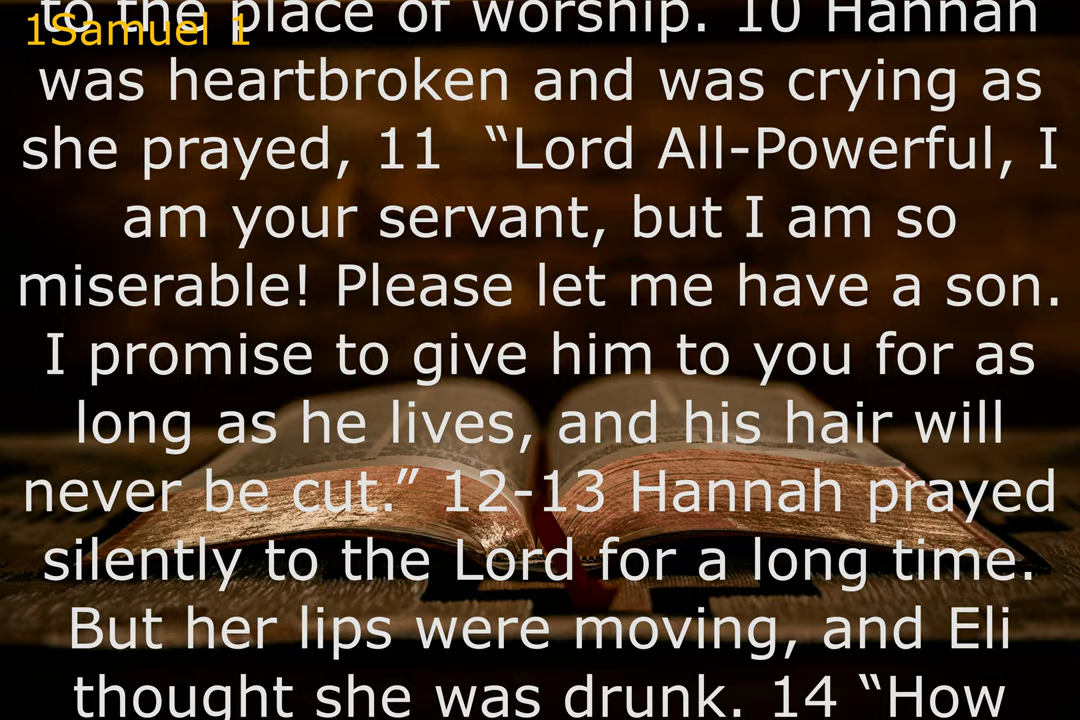 to the place of worship. 10 Hannah
1Samuel 1
was heartbroken and was crying as
she prayed, 11 “Lord All-Powerful, I
am your servant, but I am so
miserable! Please let me have a son.
I promise to give him to you for as
long as he lives, and his hair will
never be cut.” 12-13 Hannah prayed
silently to the Lord for a long time.
But her lips were moving, and Eli
thought she was drunk. 14 “How